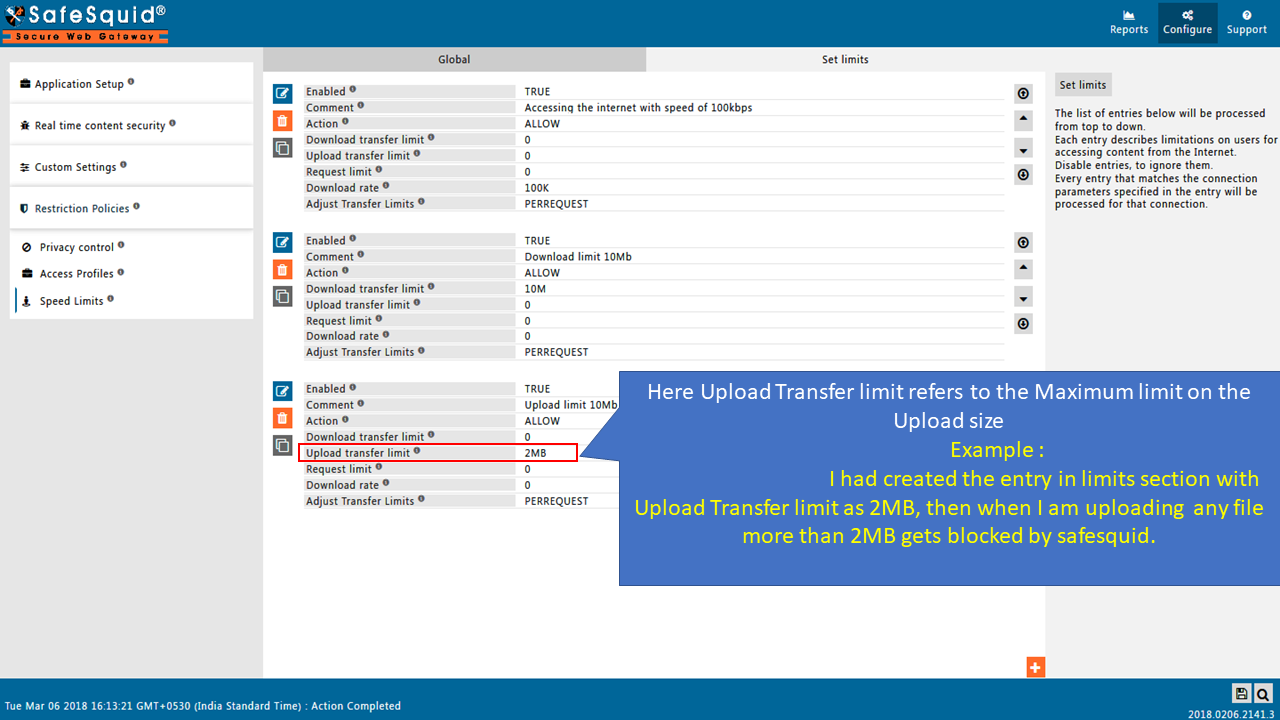 SafeSquid®
Secure Web Gateway
Reports
Configure
Support
Application Setup
Real time content security
Custom Settings
Restriction Policies
Privacy control
Access Profiles
Speed Limits
Global
Set limits
Enabled TRUE
Comment Accessing the internet with speed of 100kbps
Action ALLOW
Download transfer limit 0
Upload transfer limit 0
Request limit 0
Download rate 100K
Adjust Transfer Limits PERREQUEST
Enabled TRUE
Comment Download limit 10Mb
Action ALLOW
Download transfer limit 10M
Upload transfer limit 0
Request limit 0
Download rate 0
Adjust Transfer Limits PERREQUEST
Enabled TRUE
Comment Upload limit 10Mb
Action ALLOW
Download transfer limit 0
Upload transfer limit 2MB
Request limit 0
Download rate 0
Adjust Transfer Limits PERREQUEST
Here Upload Transfer limit refers to the Maximum limit on the
Upload size
Example :
I had created the entry in limits section with
Upload Transfer limit as 2MB, then when I am uploading any file
more than 2MB gets blocked by safesquid.
Set limits
The list of entries below will be processed
from top to down.
Each entry describes limitations on users for
accessing content from the Internet.
Disable entries, to ignore them.
Every entry that matches the connection
parameters specified in the entry will be
processed for that connection.
Tue Mar 06 2018 16:13:21 GMT+0530 (India Standard Time) : Action Completed
2018.0206.2141.3